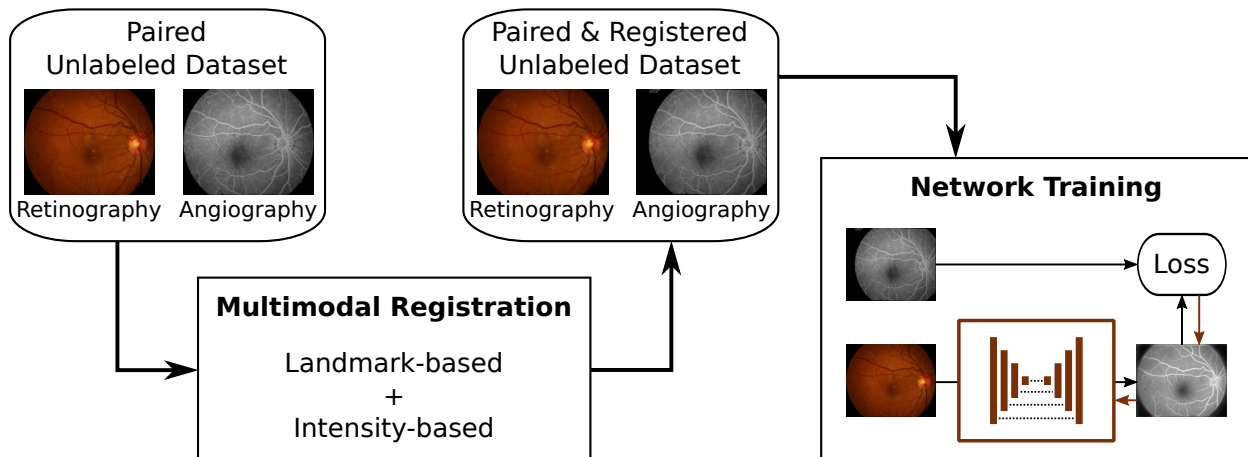 Paired
Unlabeled Dataset
Retinography Angiography
Multimodal Registration
Landmark-based
+
Intensity-based
Paired & Registered
Unlabeled Dataset
Retinography Angiography
Network Training
Loss